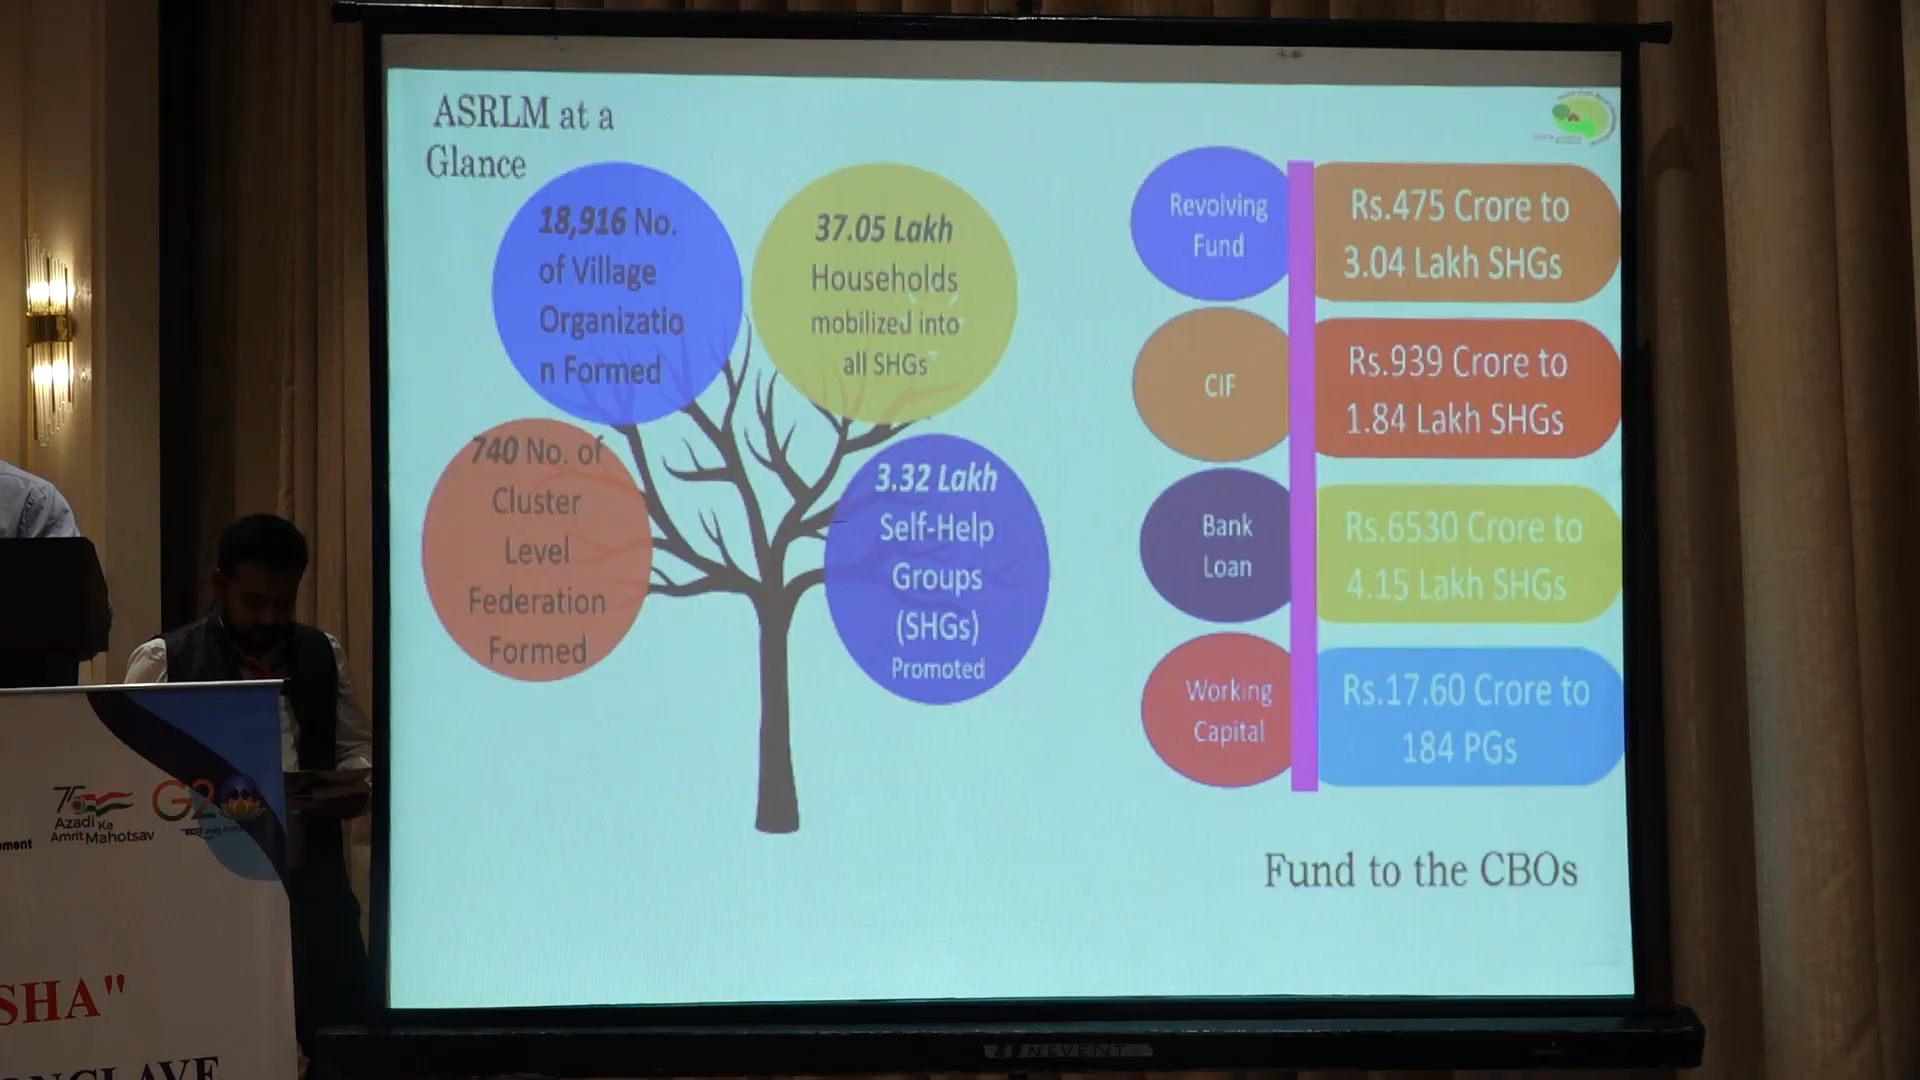 ASRLM at a
Glance
18,916 No.
of Village
Organizatio
n Formed
37.05 Lakh
Households
mobilized into
all SHGs
740 No. of
Cluster
Level
Federation
Formed
3.32 Lakh
Self-Help
Groups
(SHGs)
Promoted
Revolving
Fund
Rs.475 Crore to
3.04 Lakh SHGs
CIF
Rs.939 Crore to
1.84 Lakh SHGs
Bank
Loan
Rs.6530 Crore to
4.15 Lakh SHGs
Working
Capital
Rs.17.60 Crore to
184 PGs
Fund to the CBOs
75
Azadi Ka
Amrit Mahotsav
G20
SHA"